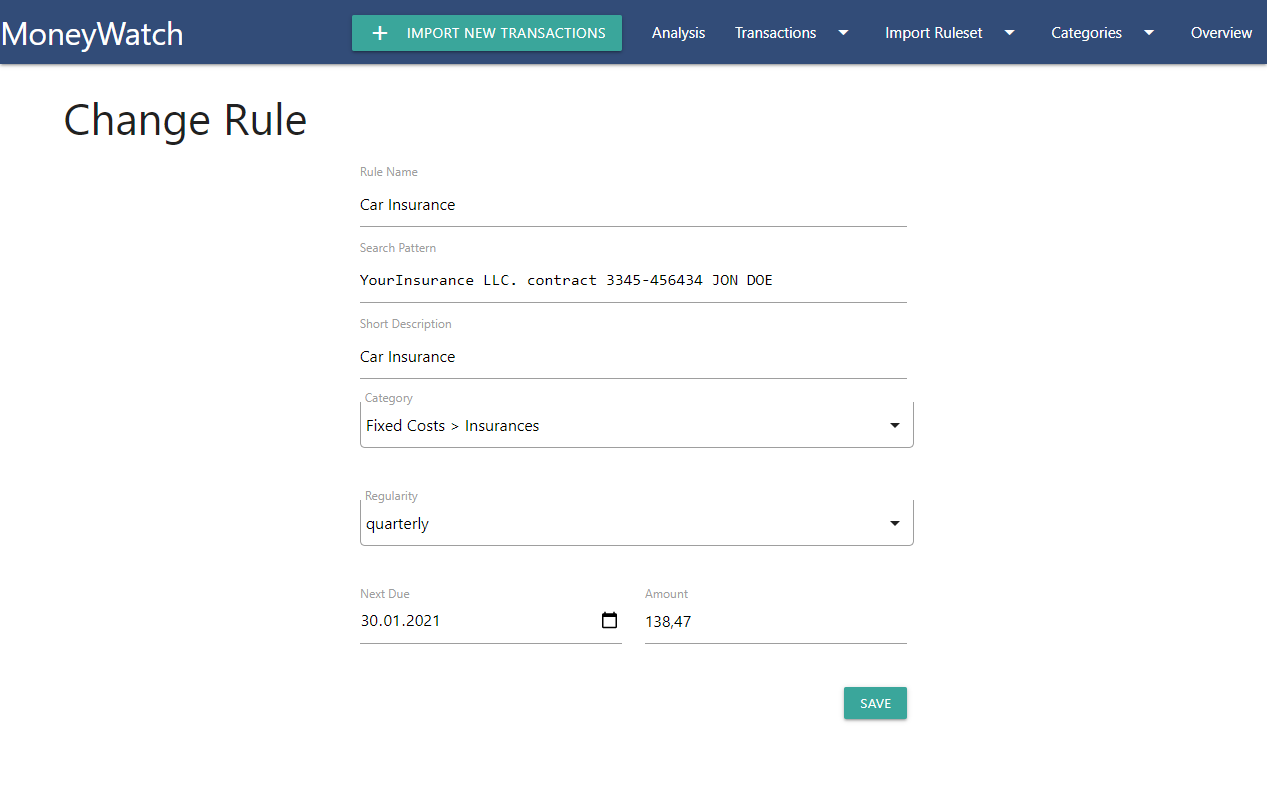 MoneyWatch
IMPORT NEW TRANSACTIONS
Analysis
Transactions
Import Ruleset
Categories
Overview
Change Rule
Rule Name
Car Insurance
Search Pattern
YourInsurance LLC. contract 3345-456434 JON DOE
Short Description
Car Insurance
Category
Fixed Costs > Insurances
Regularity
quarterly
Next Due
30.01.2021
Amount
138,47
SAVE